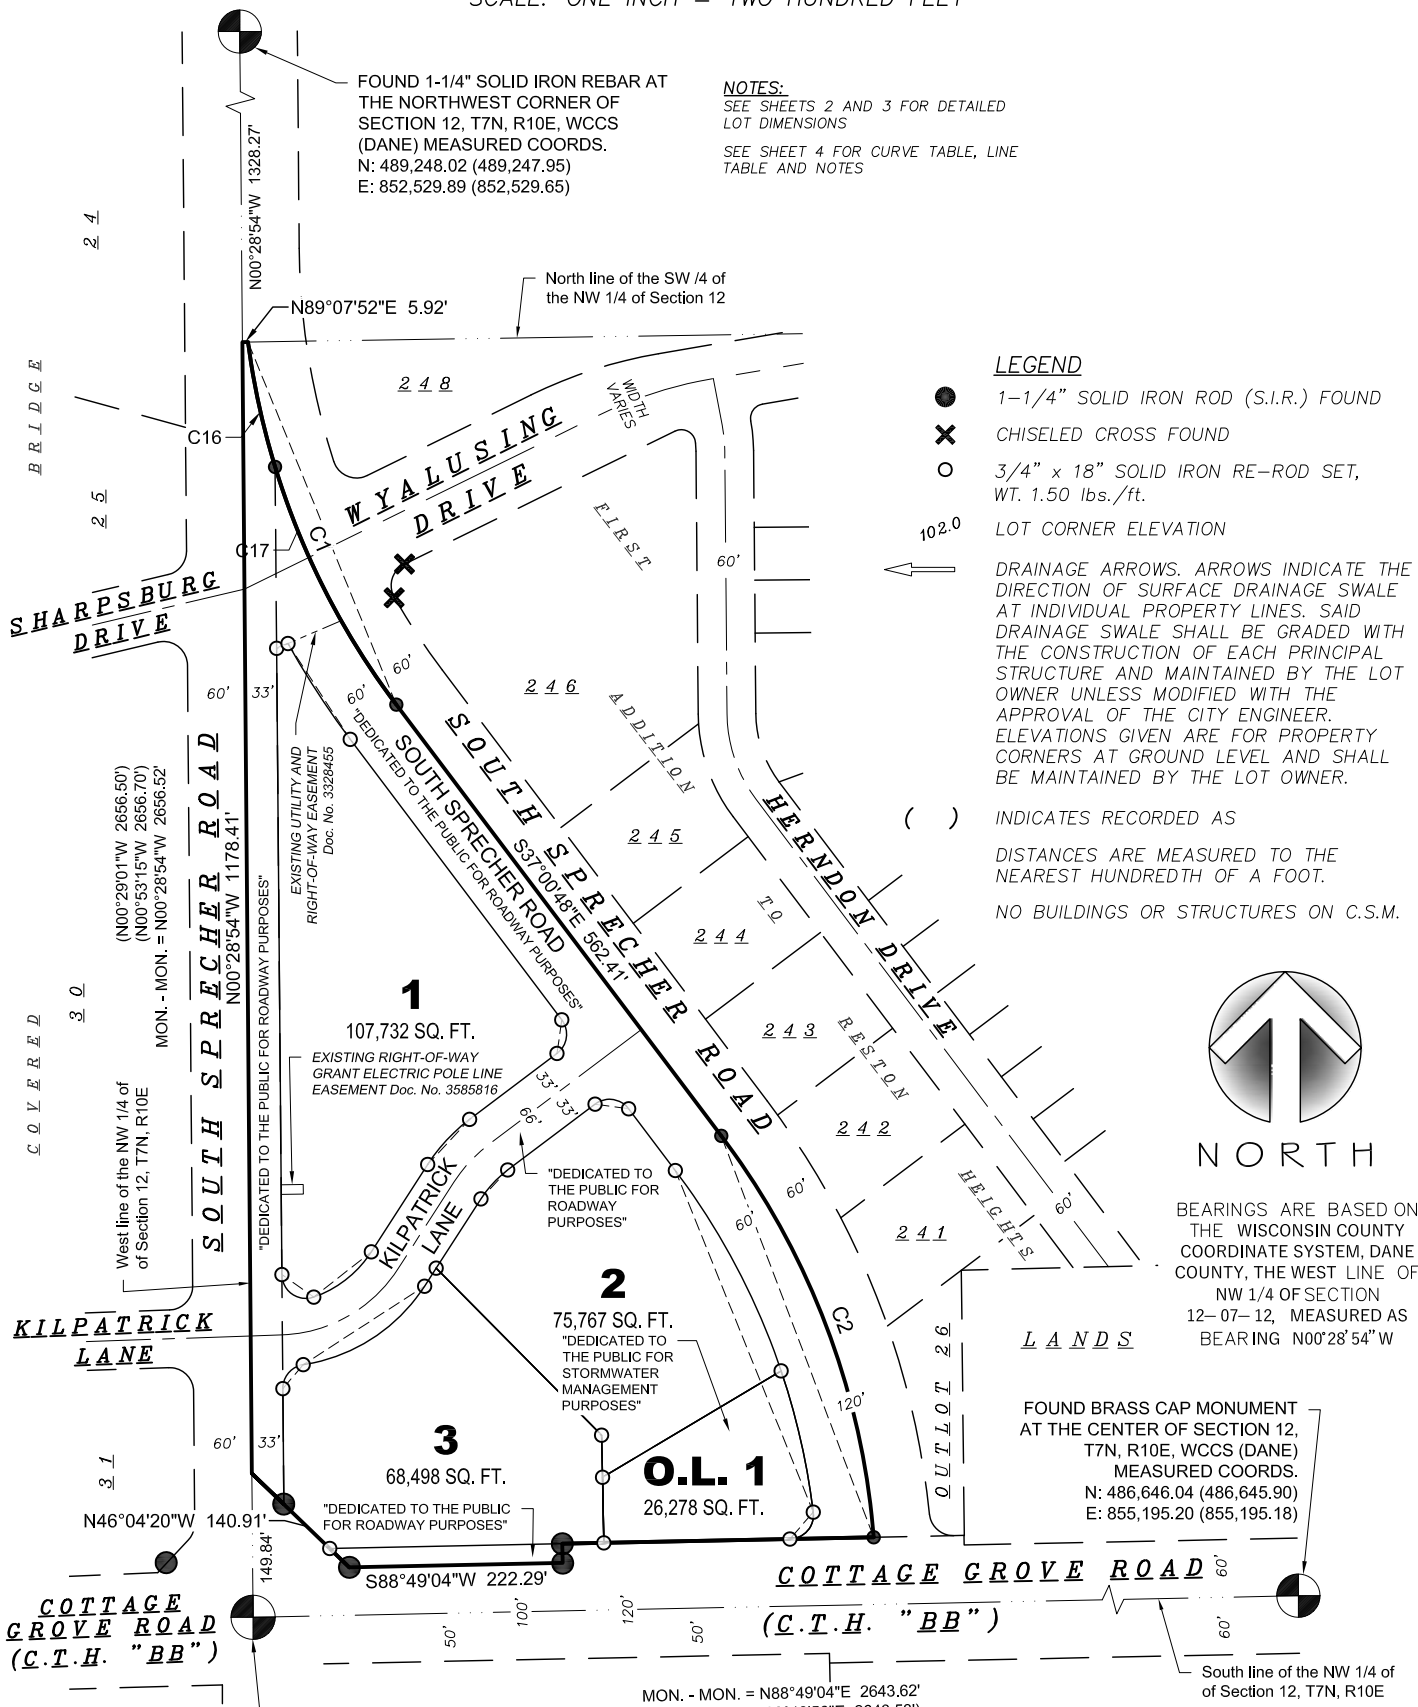 SCALE: ONE INCH = TWO HUNDRED FEET
FOUND 1-1/4" SOLID IRON REBAR AT
THE NORTHWEST CORNER OF
SECTION 12, T7N, R10E, WCCS
(DANE) MEASURED COORDS.
N: 489,248.02 (489,247.95)
E: 852,529.89 (852,529.65)
NOTES:
SEE SHEETS 2 AND 3 FOR DETAILED
LOT DIMENSIONS
SEE SHEET 4 FOR CURVE TABLE, LINE
TABLE AND NOTES
N00°28'54"W 1328.27'
24
BRIDGE
25
North line of the SW /4 of
the NW 1/4 of Section 12
N89°07'52"E 5.92'
248
WIDTH
VARIES
C16
C17
C1
WYALUSING
DRIVE
SHARPSBURG
DRIVE
FIRST
ADDITION
TO
RESTON
HEIGHTS
60'
LEGEND
1-1/4" SOLID IRON ROD (S.I.R.) FOUND
CHISELED CROSS FOUND
3/4" x 18" SOLID IRON RE-ROD SET,
WT. 1.50 lbs./ft.
102.0 LOT CORNER ELEVATION
DRAINAGE ARROWS. ARROWS INDICATE THE
DIRECTION OF SURFACE DRAINAGE SWALE
AT INDIVIDUAL PROPERTY LINES. SAID
DRAINAGE SWALE SHALL BE GRADED WITH
THE CONSTRUCTION OF EACH PRINCIPAL
STRUCTURE AND MAINTAINED BY THE LOT
OWNER UNLESS MODIFIED WITH THE
APPROVAL OF THE CITY ENGINEER.
ELEVATIONS GIVEN ARE FOR PROPERTY
CORNERS AT GROUND LEVEL AND SHALL
BE MAINTAINED BY THE LOT OWNER.
( ) INDICATES RECORDED AS
DISTANCES ARE MEASURED TO THE
NEAREST HUNDREDTH OF A FOOT.
NO BUILDINGS OR STRUCTURES ON C.S.M.
60' 33'
60'
60'
246
245
244
243
242
241
SOUTH SPRECHER ROAD
HERNDON DRIVE
60'
SOUTH SPRECHER ROAD
"DEDICATED TO THE PUBLIC FOR ROADWAY PURPOSES"
S37°00'48"E 562.41'
EXISTING UTILITY AND
RIGHT-OF-WAY EASEMENT
Doc. No. 3328455
(N00°29'01"W 2656.50')
(N00°53'15"W 2656.70')
MON. - MON. = N00°28'54"W 2656.52'
SOUTH SPRECHER ROAD
N00°28'54"W 1178.41'
"DEDICATED TO THE PUBLIC FOR ROADWAY PURPOSES"
30
COVERED
West line of the NW 1/4 of
of Section 12, T7N, R10E
1
107,732 SQ. FT.
EXISTING RIGHT-OF-WAY
GRANT ELECTRIC POLE LINE
EASEMENT Doc. No. 3585816
33'
33'
66'
KILPATRICK
LANE
"DEDICATED TO
THE PUBLIC FOR
ROADWAY
PURPOSES"
60'
60'
NORTH
BEARINGS ARE BASED ON
THE WISCONSIN COUNTY
COORDINATE SYSTEM, DANE
COUNTY, THE WEST LINE OF
NW 1/4 OF SECTION
12-07-12, MEASURED AS
BEARING N00°28'54"W
2
75,767 SQ. FT.
"DEDICATED TO
THE PUBLIC FOR
STORMWATER
MANAGEMENT
PURPOSES"
C2
120'
KILPATRICK
LANE
LANDS
OUTLOT 26
FOUND BRASS CAP MONUMENT
AT THE CENTER OF SECTION 12,
T7N, R10E, WCCS (DANE)
MEASURED COORDS.
N: 486,646.04 (486,645.90)
E: 855,195.20 (855,195.18)
31
60' 33'
3
68,498 SQ. FT.
O.L. 1
26,278 SQ. FT.
"DEDICATED TO THE PUBLIC
FOR ROADWAY PURPOSES"
N46°04'20"W 140.91'
149.84'
S88°49'04"W 222.29'
COTTAGE GROVE ROAD
(C.T.H. "BB")
60'
60'
COTTAGE
GROVE ROAD
(C.T.H. "BB")
50'
100'
120'
50'
South line of the NW 1/4 of
of Section 12, T7N, R10E
MON. - MON. = N88°49'04"E 2643.62'